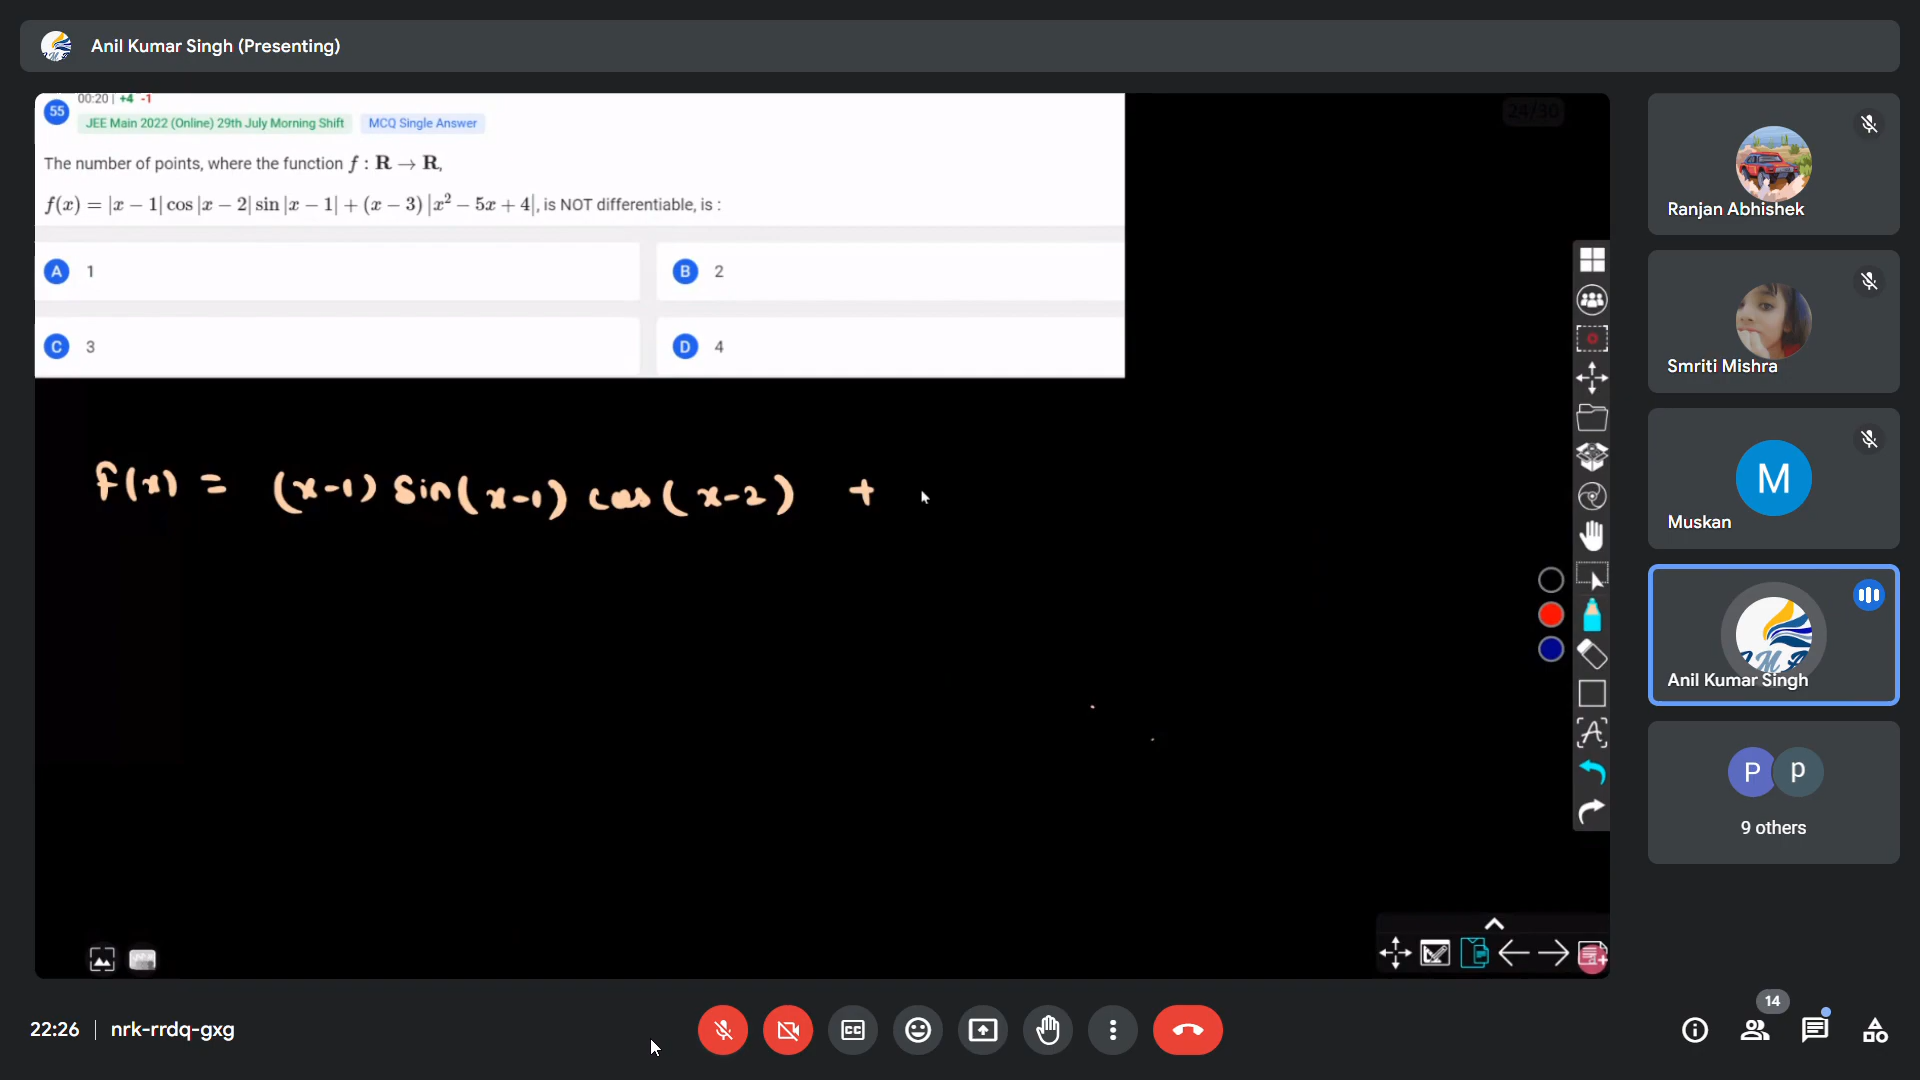 Anil Kumar Singh (Presenting)
55
00:20 | +4 -1
JEE Main 2022 (Online) 29th July Morning Shift
MCQ Single Answer
The number of points, where the function f : R → R,
f(x) = |x − 1| cos |x − 2| sin |x − 1| + (x − 3) |x² − 5x + 4|, is NOT differentiable, is :
A 1
B 2
C 3
D 4
24/30
f(x) = (x-1) sin(x-1) cos(x-2) +
Ranjan Abhishek
Smriti Mishra
M
Muskan
Anil Kumar Singh
P p
9 others
22:26 | nrk-rrdq-gxg
14